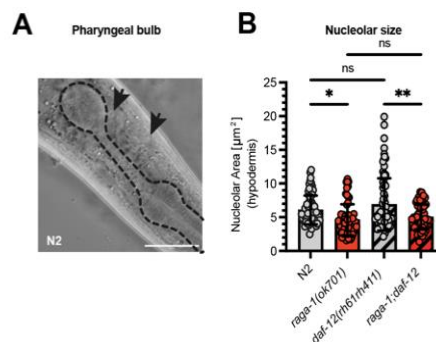 A
Pharyngeal bulb
N2
B
Nucleolar size
ns
ns
*
**
Nucleolar Area [µm²]
(hypodermis)
25
20
15
10
5
0
N2
raga-1(ok701)
daf-12(rh61rh411)
raga-1;daf-12